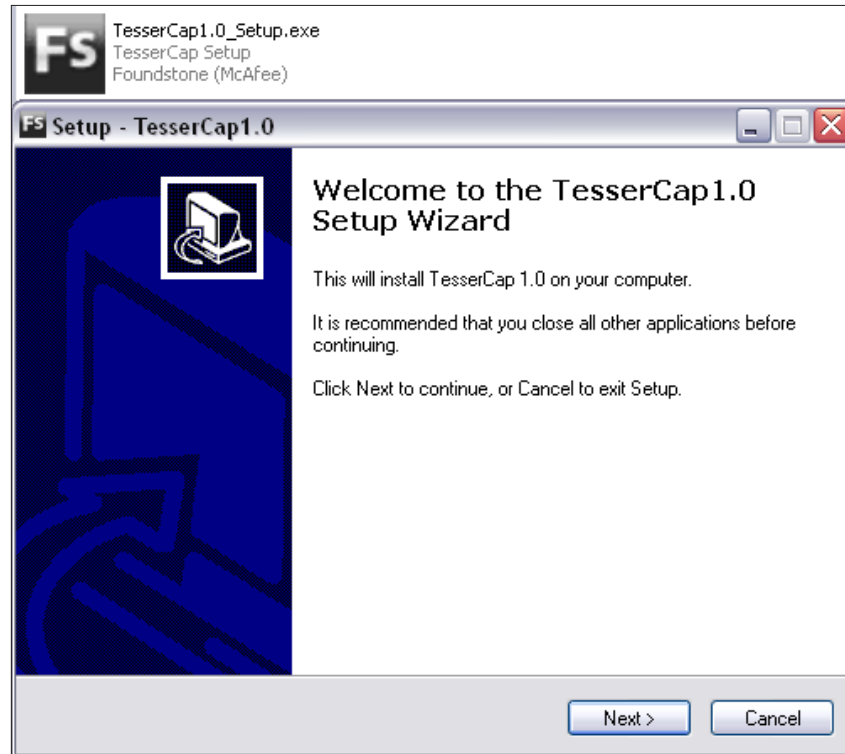 FS
TesserCap1.0_Setup.exe
TesserCap Setup
Foundstone (McAfee)
FS Setup - TesserCap1.0
Welcome to the TesserCap1.0
Setup Wizard
This will install TesserCap 1.0 on your computer.
It is recommended that you close all other applications before
continuing.
Click Next to continue, or Cancel to exit Setup.
Next >
Cancel